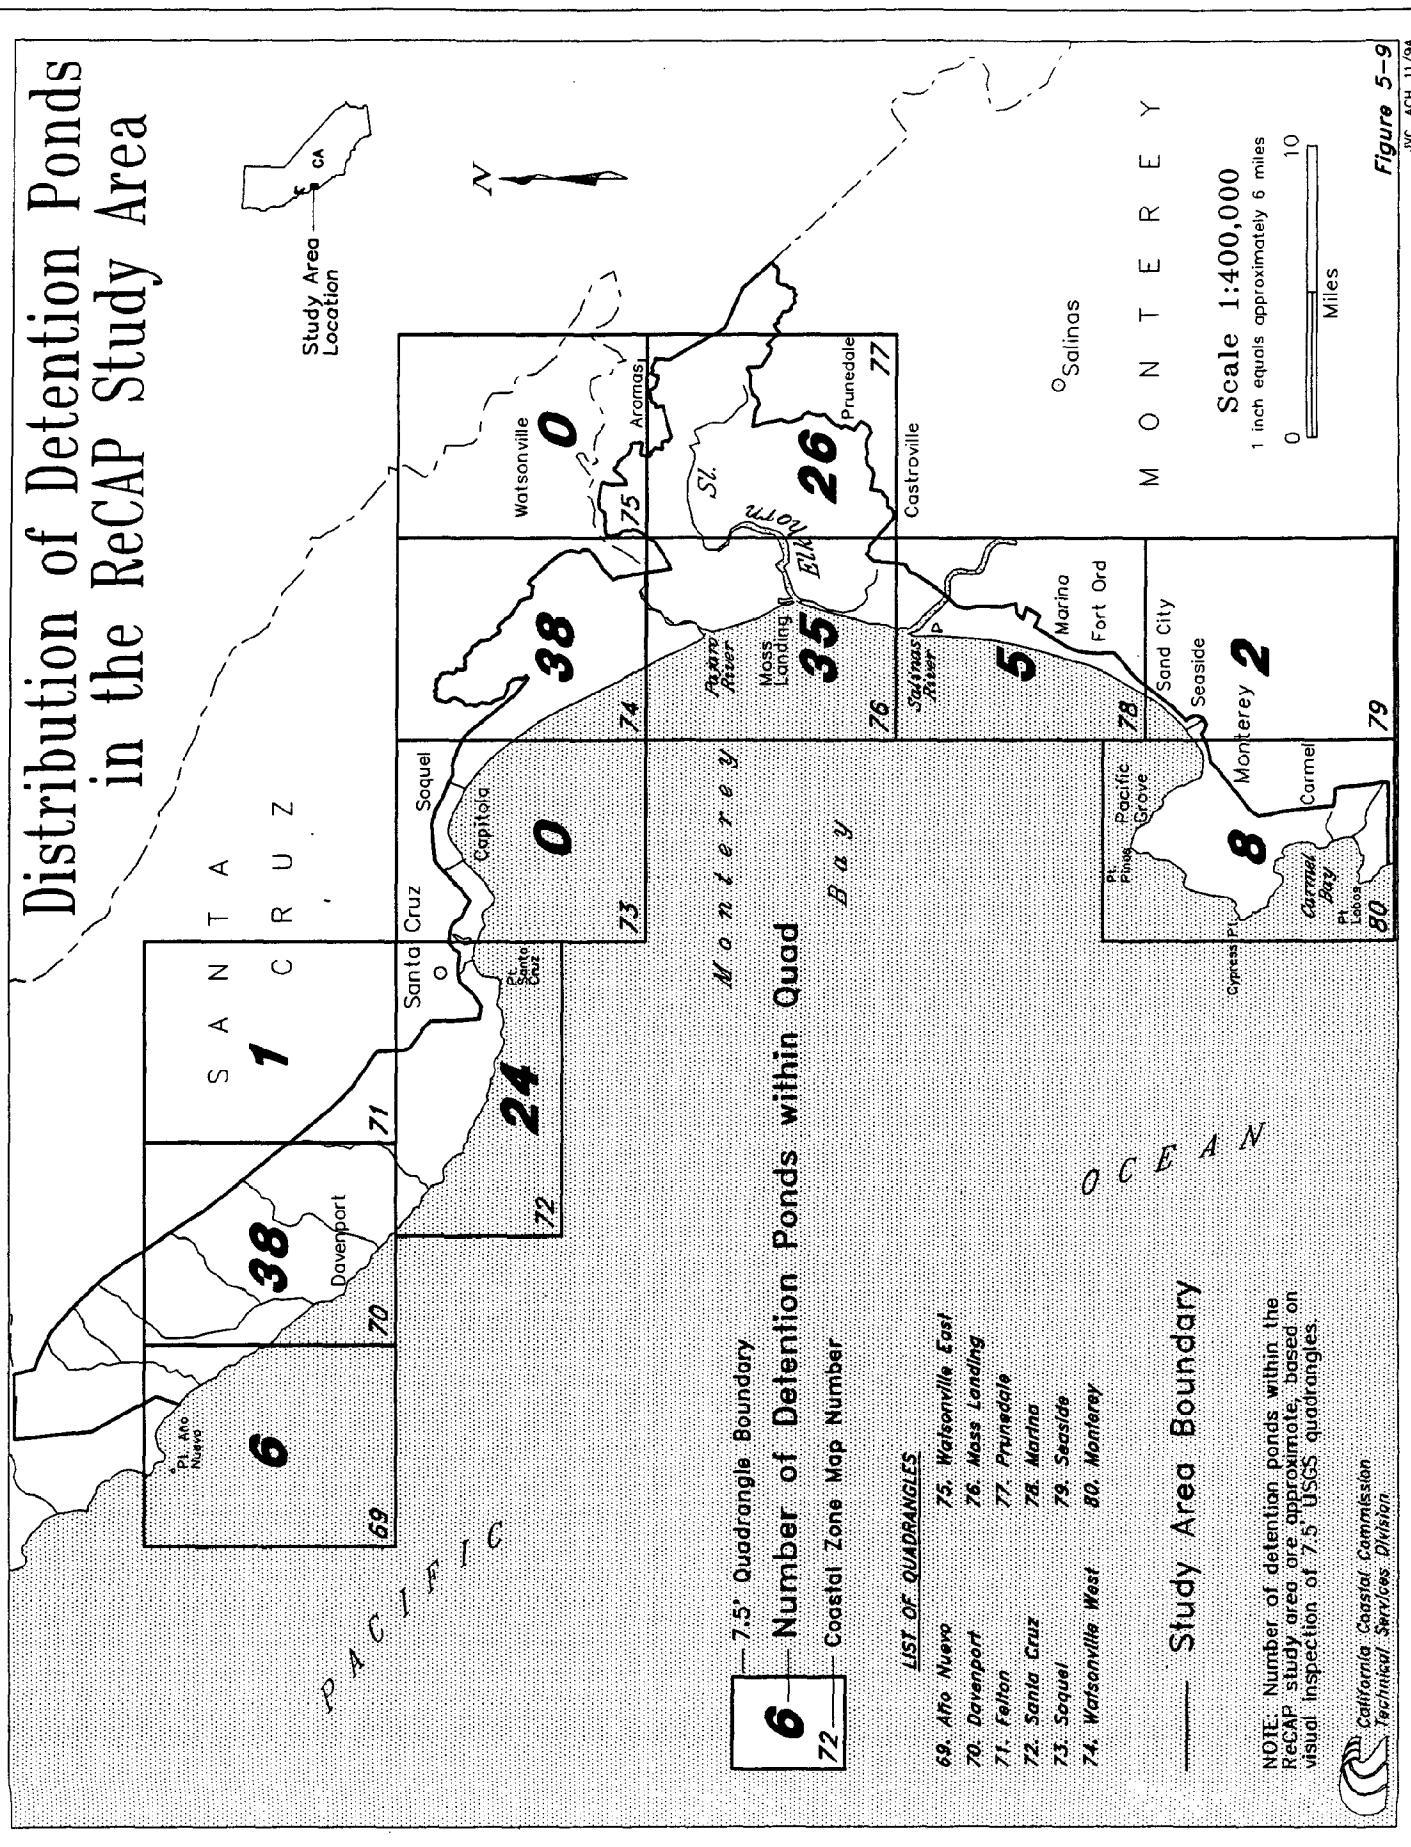 Distribution of Detention Ponds
in the ReCAP Study Area
Study Area
Location
CA
N
SANTA
CRUZ
MONTEREY
Pt. Año
Nuevo
6
69
38
Davenport
70
1
71
Santa Cruz
Pt.
Santa
Cruz
24
72
Soquel
Capitola
0
73
38
74
Watsonville
0
Aromas
75
Pajaro
River
Moss
Landing
35
76
Elkhorn Sl.
26
Prunedale
77
Castroville
Salinas
River
5
Marina
Fort Ord
78
Salinas
Sand City
Seaside
Monterey
2
79
Pt.
Pinos
Pacific
Grove
8
Cypress Pt.
Carmel
Carmel
Bay
Pt.
Lobos
80
Monterey
Bay
PACIFIC
OCEAN
7.5' Quadrangle Boundary
6
Number of Detention Ponds within Quad
72
Coastal Zone Map Number
LIST OF QUADRANGLES
69. Año Nuevo
70. Davenport
71. Felton
72. Santa Cruz
73. Soquel
74. Watsonville West
75. Watsonville East
76. Moss Landing
77. Prunedale
78. Marina
79. Seaside
80. Monterey
Study Area Boundary
NOTE: Number of detention ponds within the
ReCAP study area are approximate, based on
visual inspection of 7.5' USGS quadrangles.
California Coastal Commission
Technical Services Division
Scale 1:400,000
1 inch equals approximately 6 miles
0 10
Miles
Figure 5-9
JVC, ACH 11/94